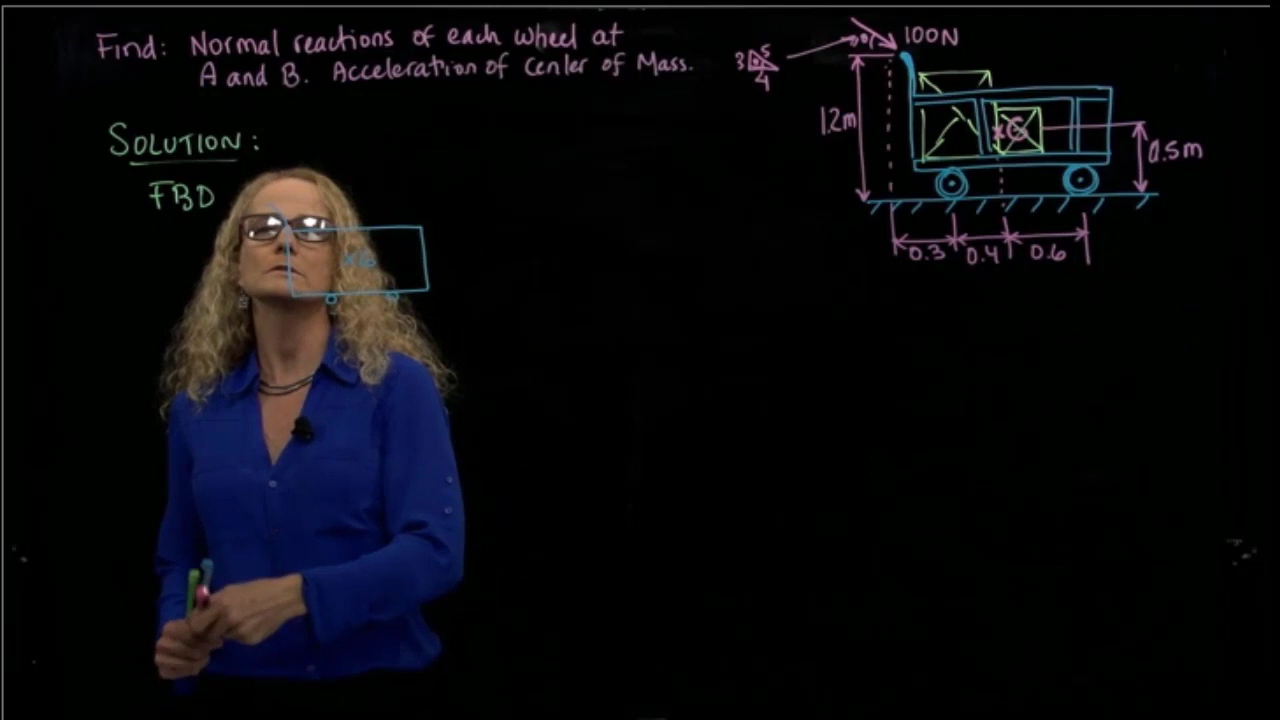 Find: Normal reactions of each wheel at
A and B. Acceleration of Center of Mass.
SOLUTION:
FBD
x G
100N
3 5
4
1.2m
x G
0.5m
0.3 0.4 0.6